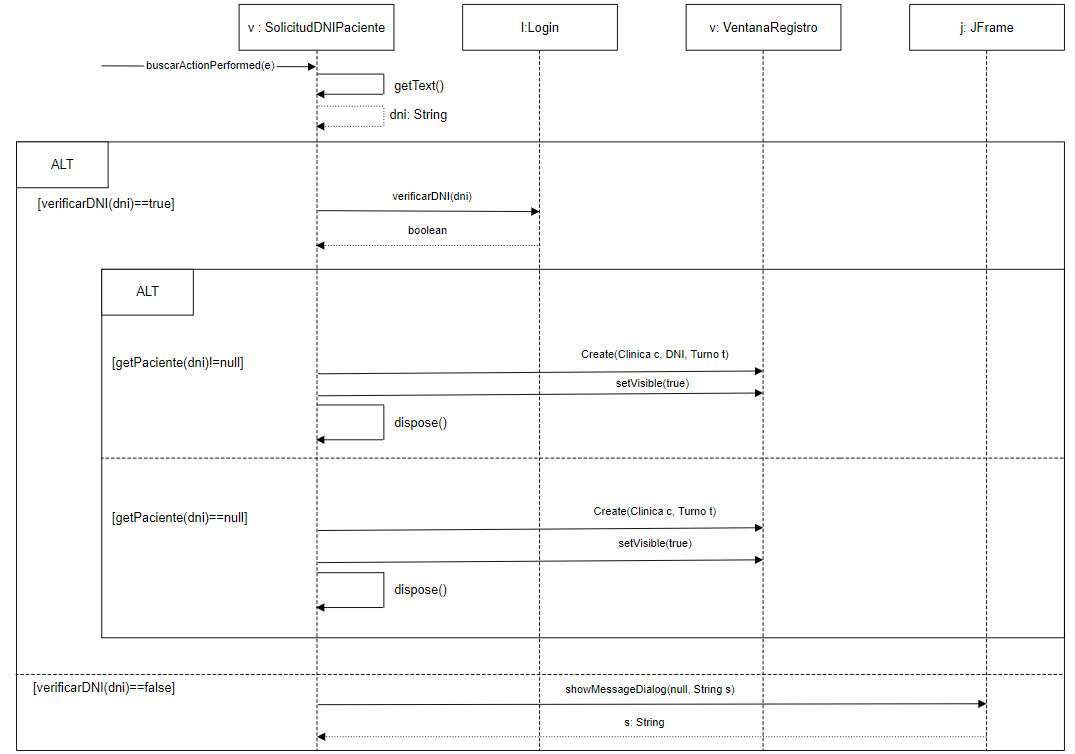 v : SolicitudDNIPaciente
l:Login
v: VentanaRegistro
j: JFrame
buscarActionPerformed(e)
getText()
dni: String
ALT
[verificarDNI(dni)==true]
verificarDNI(dni)
boolean
ALT
[getPaciente(dni)!=null]
Create(Clinica c, DNI, Turno t)
setVisible(true)
dispose()
[getPaciente(dni)==null]
Create(Clinica c, Turno t)
setVisible(true)
dispose()
[verificarDNI(dni)==false]
showMessageDialog(null, String s)
s: String